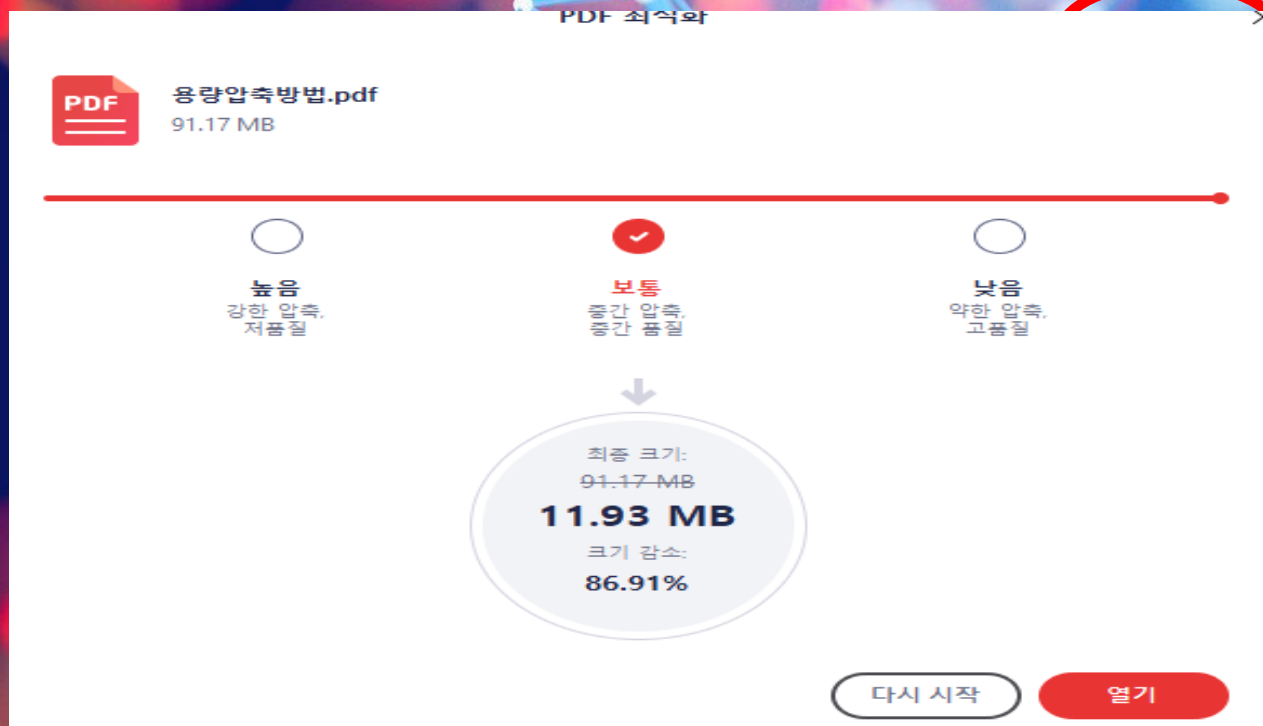 PDF 최적화
PDF
용량압축방법.pdf
91.17 MB
높음
강한 압축,
저품질
보통
중간 압축,
중간 품질
낮음
약한 압축,
고품질
최종 크기:
91.17 MB
11.93 MB
크기 감소:
86.91%
다시 시작
열기